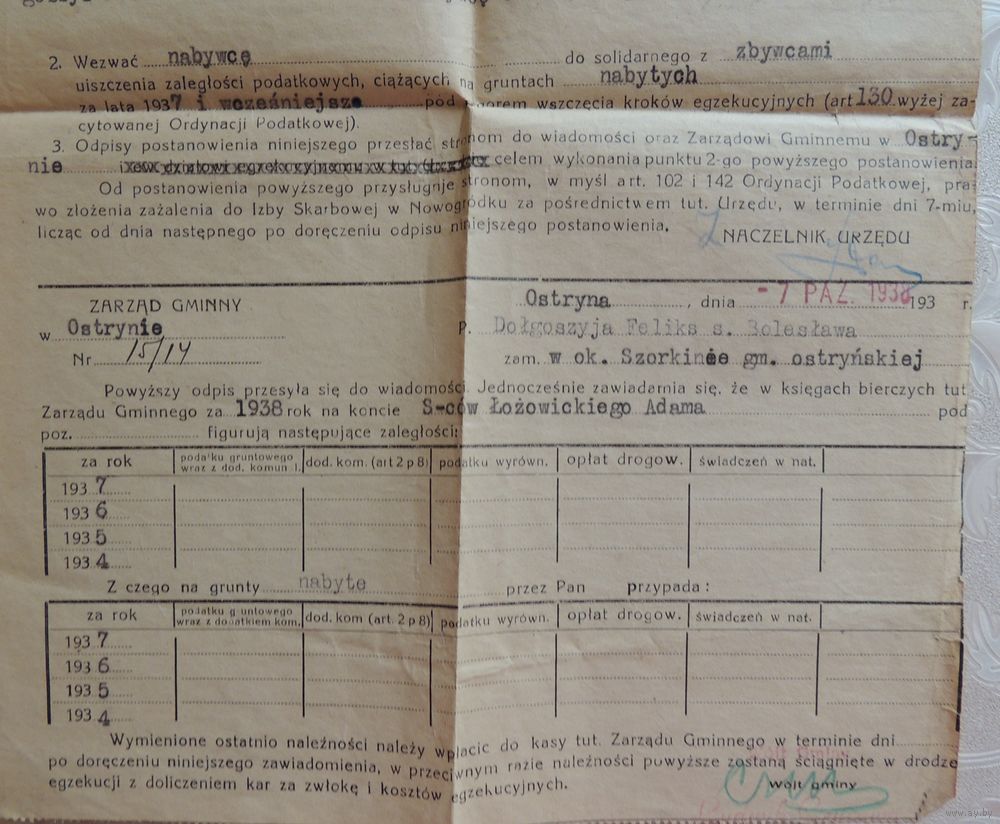 2. Wezwać nabywcę do solidarnego z zbywcami
uiszczenia zaległości podatkowych, ciążących na gruntach nabytych
za lata 1937 i wcześniejsze pod rygorem wszczęcia kroków egzekucyjnych (art 130 wyżej za-
cytowanej Ordynacji Podatkowej).
3. Odpisy postanowienia niniejszego przesłać stronom do wiadomości oraz Zarządowi Gminnemu w Ostry-
nie celem wykonania punktu 2-go powyższego postanowienia.
Od postanowienia powyższego przysługuje stronom, w myśl art. 102 i 142 Ordynacji Podatkowej, pra-
wo złożenia zażalenia do Izby Skarbowej w Nowogródku za pośrednictwem tut. Urzędu, w terminie dni 7-miu,
licząc od dnia następnego po doręczeniu odpisu niniejszego postanowienia.
NACZELNIK URZĘDU
ZARZĄD GMINNY
w Ostrynie
Nr 15/14
Ostryna, dnia - 7 PAŹ. 1938 193 r.
P. Dołgoszyja Feliks s. Bolesława
zam. w ok. Szorkinie gm. ostryńskiej
Powyższy odpis przesyła się do wiadomości. Jednocześnie zawiadamia się, że w księgach bierczych tut.
Zarządu Gminnego za 1938 rok na koncie S-ców Łożowickiego Adama pod
poz. figurują następujące zaległości:
za rok podatku gruntowego wraz z dod. komun l. dod. kom. (art 2 p 8) podatku wyrówn. opłat drogow. świadczeń w nat.
1937
1936
1935
1934
Z czego na grunty nabyte przez Pan przypada:
za rok podatku gruntowego wraz z dodatkiem kom. dod. kom (art. 2 p 8) podatku wyrówn. opłat drogow. świadczeń w nat.
1937
1936
1935
1934
Wymienione ostatnio należności należy wpłacic do kasy tut. Zarządu Gminnego w terminie dni
po doręczeniu niniejszego zawiadomienia, w przeciwnym razie należności powyższe zostaną ściągnięte w drodze
egzekucji z doliczeniem kar za zwłokę i kosztów egzekucyjnych.
Wójt gminy
www.ay.by